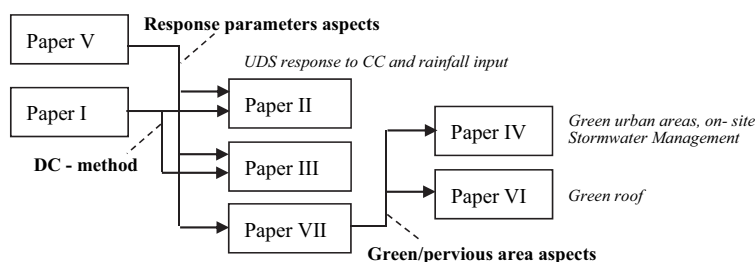 Response parameters aspects
Paper V
UDS response to CC and rainfall input
Paper I
Paper II
Paper IV
Green urban areas, on- site
Stormwater Management
DC - method
Paper III
Paper VI
Green roof
Paper VII
Green/pervious area aspects